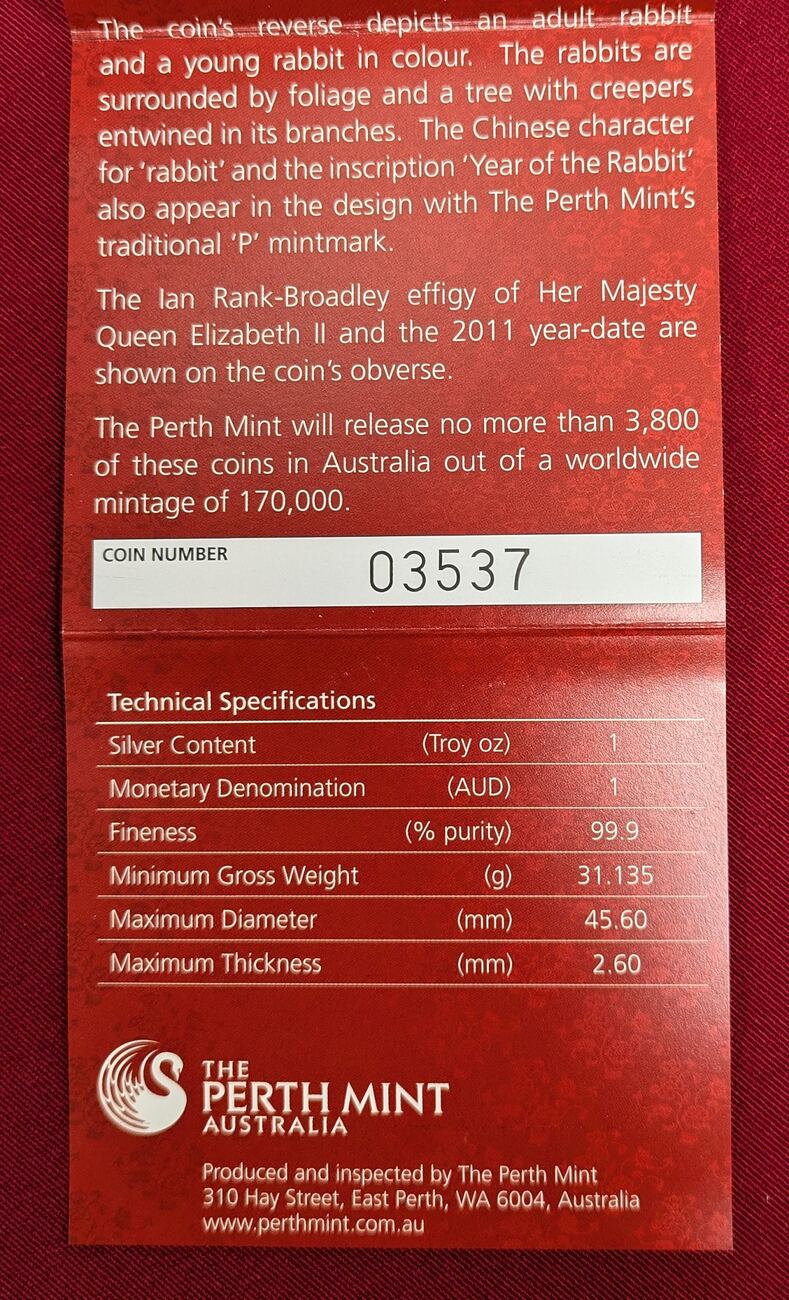 The coin's reverse depicts an adult rabbit
and a young rabbit in colour. The rabbits are
surrounded by foliage and a tree with creepers
entwined in its branches. The Chinese character
for 'rabbit' and the inscription 'Year of the Rabbit'
also appear in the design with The Perth Mint's
traditional 'P' mintmark.
The Ian Rank-Broadley effigy of Her Majesty
Queen Elizabeth II and the 2011 year-date are
shown on the coin's obverse.
The Perth Mint will release no more than 3,800
of these coins in Australia out of a worldwide
mintage of 170,000.
COIN NUMBER 03537
Technical Specifications
Silver Content (Troy oz) 1
Monetary Denomination (AUD) 1
Fineness (% purity) 99.9
Minimum Gross Weight (g) 31.135
Maximum Diameter (mm) 45.60
Maximum Thickness (mm) 2.60
THE
PERTH MINT
AUSTRALIA
Produced and inspected by The Perth Mint
310 Hay Street, East Perth, WA 6004, Australia
www.perthmint.com.au